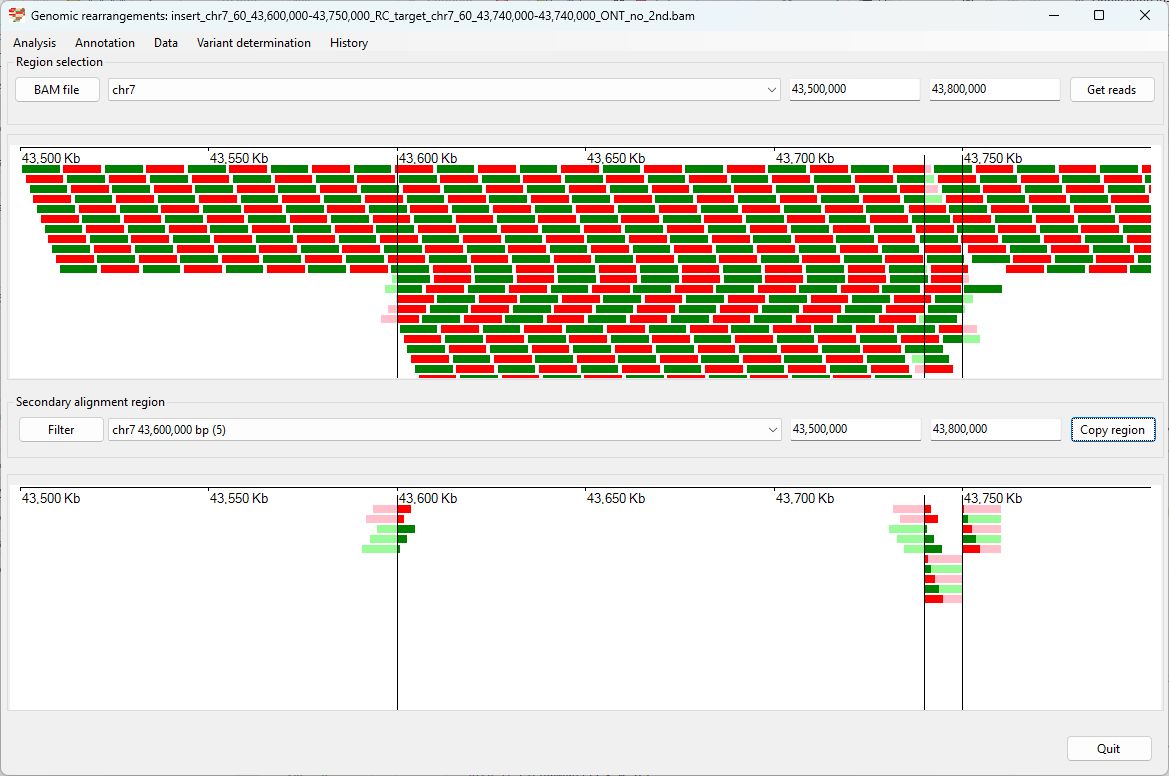 Genomic rearrangements: insert_chr7_60_43,600,000-43,750,000_RC_target_chr7_60_43,740,000-43,740,000_ONT_no_2nd.bam
Analysis Annotation Data Variant determination History
Region selection
BAM file chr7 43,500,000 43,800,000 Get reads
43,500 Kb 43,550 Kb 43,600 Kb 43,650 Kb 43,700 Kb 43,750 Kb
Secondary alignment region
Filter chr7 43,600,000 bp (5) 43,500,000 43,800,000 Copy region
43,500 Kb 43,550 Kb 43,600 Kb 43,650 Kb 43,700 Kb 43,750 Kb
Quit